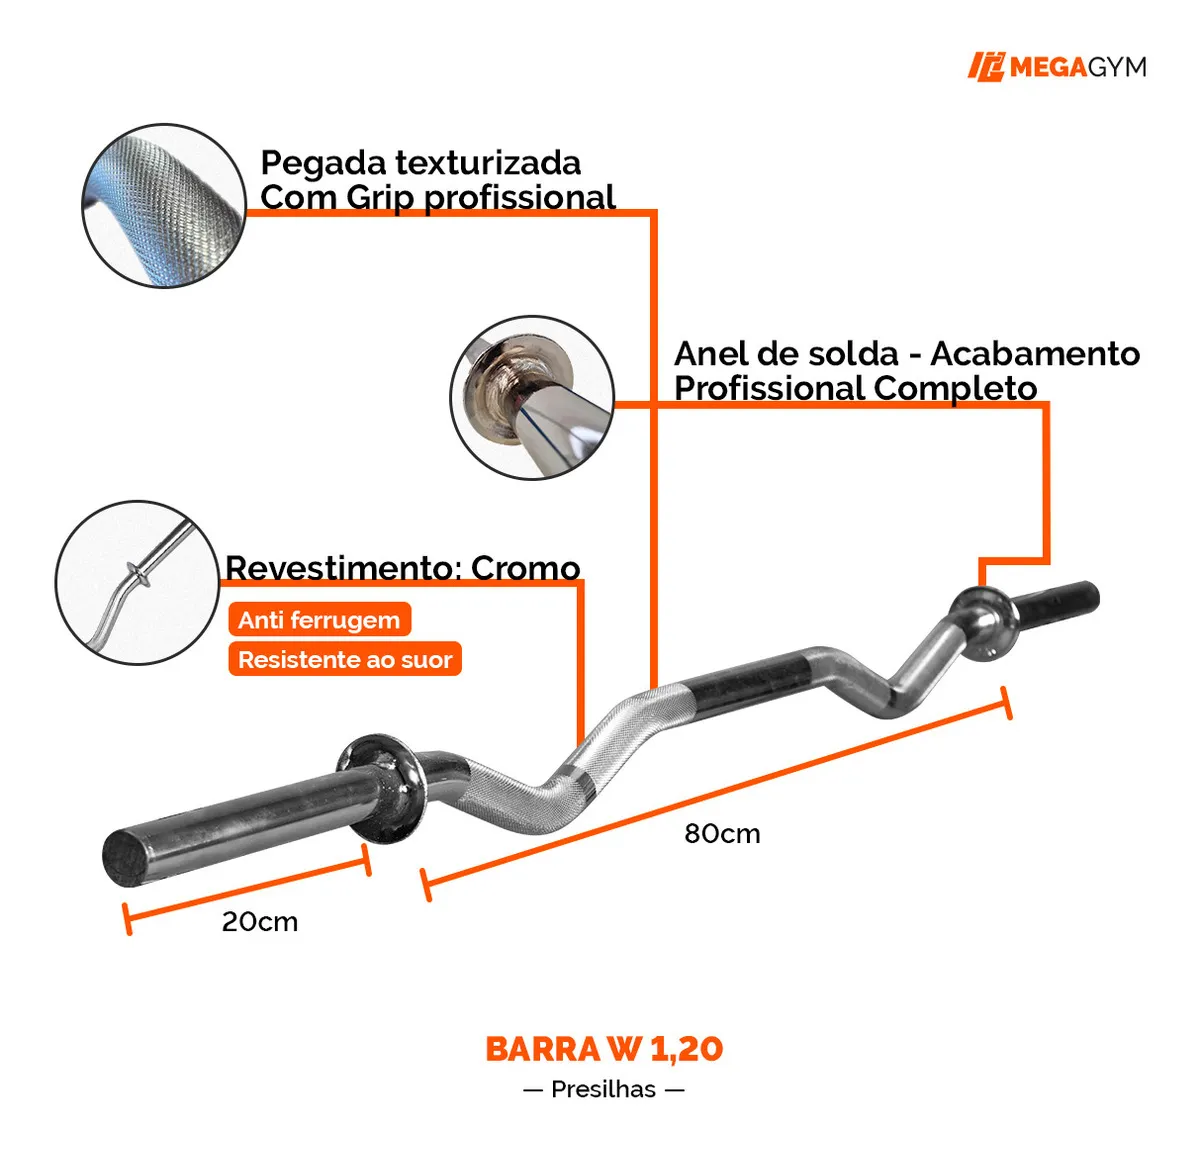 MEGAGYM
Pegada texturizada
Com Grip profissional
Anel de solda - Acabamento
Profissional Completo
Revestimento: Cromo
Anti ferrugem
Resistente ao suor
80cm
20cm
BARRA W 1,20
— Presilhas —